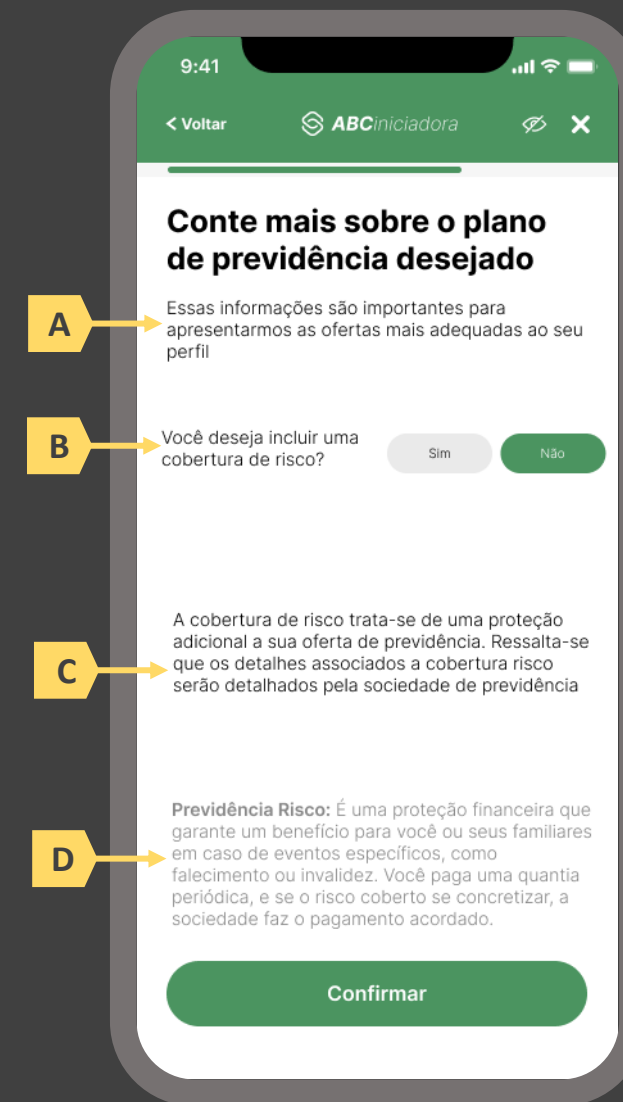 9:41
< Voltar
ABCiniciadora
Conte mais sobre o plano
de previdência desejado
A
Essas informações são importantes para
apresentarmos as ofertas mais adequadas ao seu
perfil
B
Você deseja incluir uma
cobertura de risco?
Sim
Não
C
A cobertura de risco trata-se de uma proteção
adicional a sua oferta de previdência. Ressalta-se
que os detalhes associados a cobertura risco
serão detalhados pela sociedade de previdência
D
Previdência Risco: É uma proteção financeira que
garante um benefício para você ou seus familiares
em caso de eventos específicos, como
falecimento ou invalidez. Você paga uma quantia
periódica, e se o risco coberto se concretizar, a
sociedade faz o pagamento acordado.
Confirmar